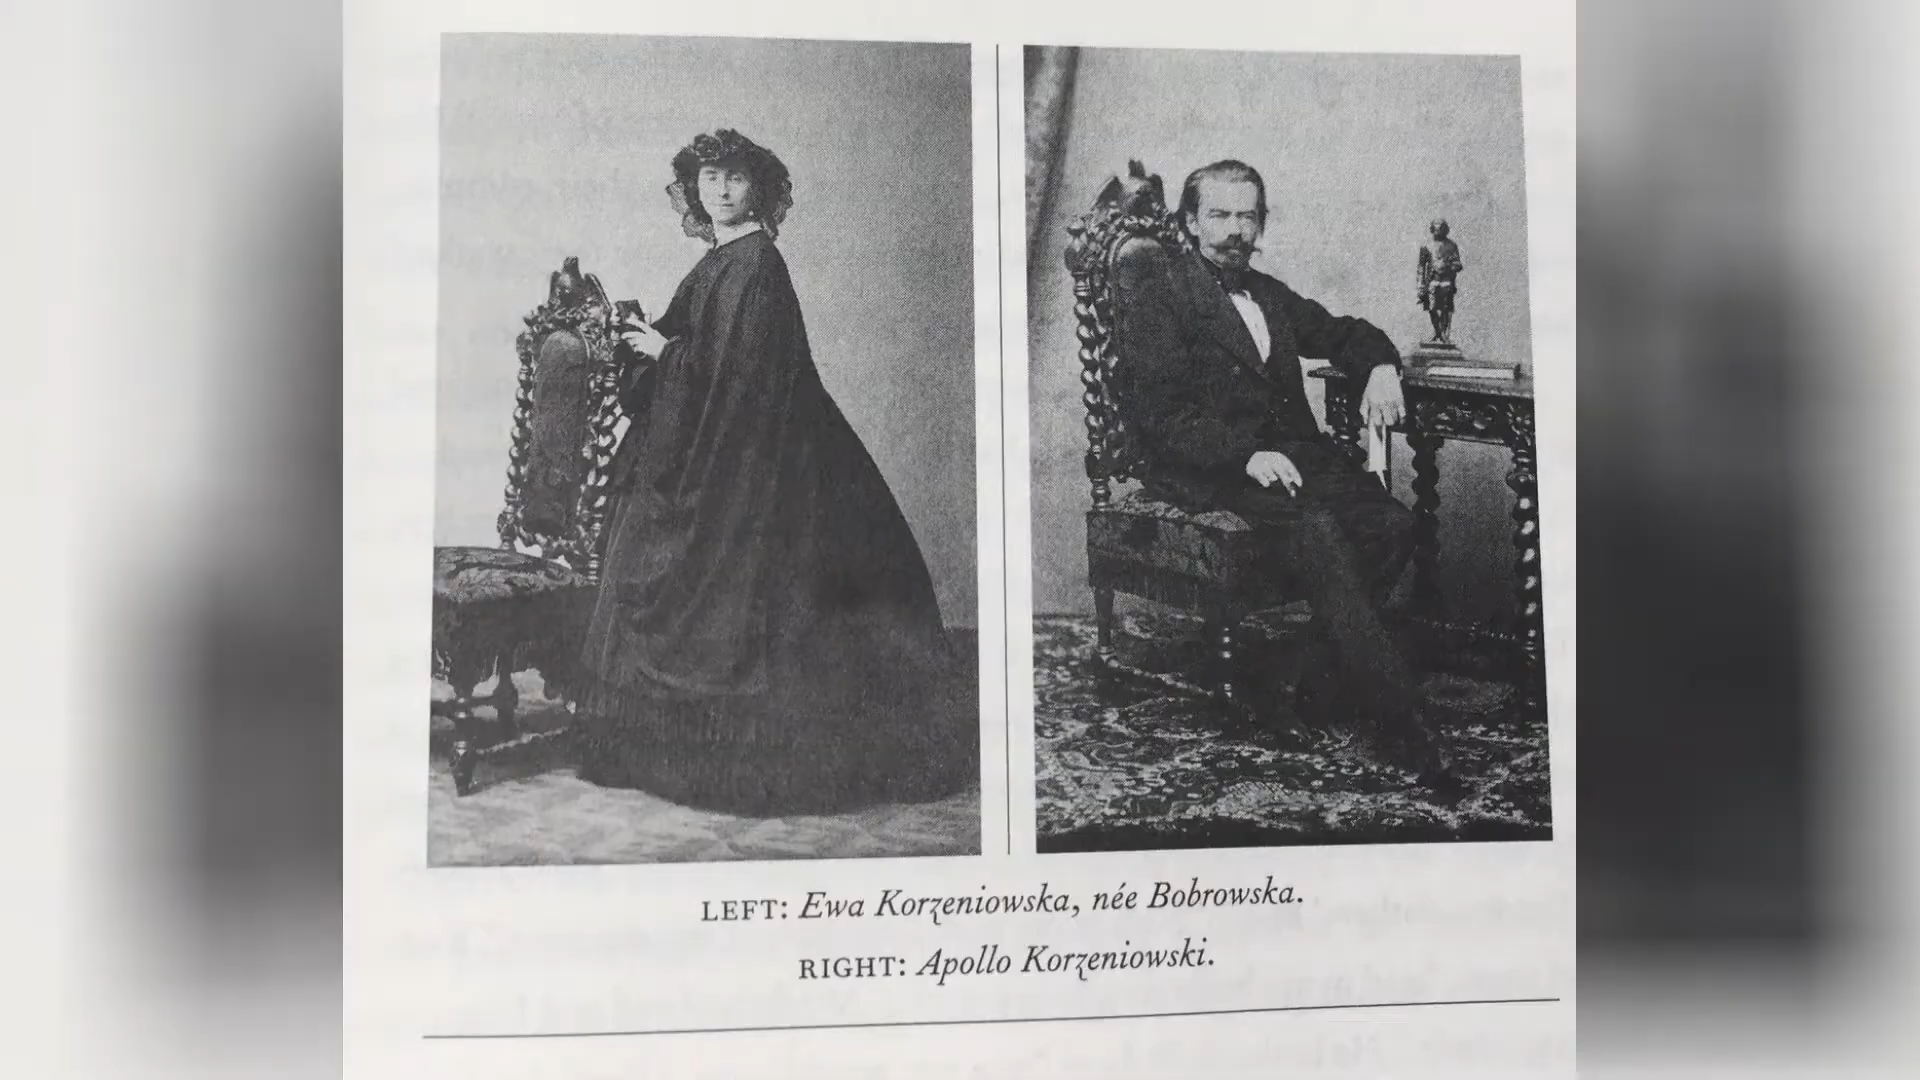 LEFT: Ewa Korzeniowska, née Bobrowska.
RIGHT: Apollo Korzeniowski.